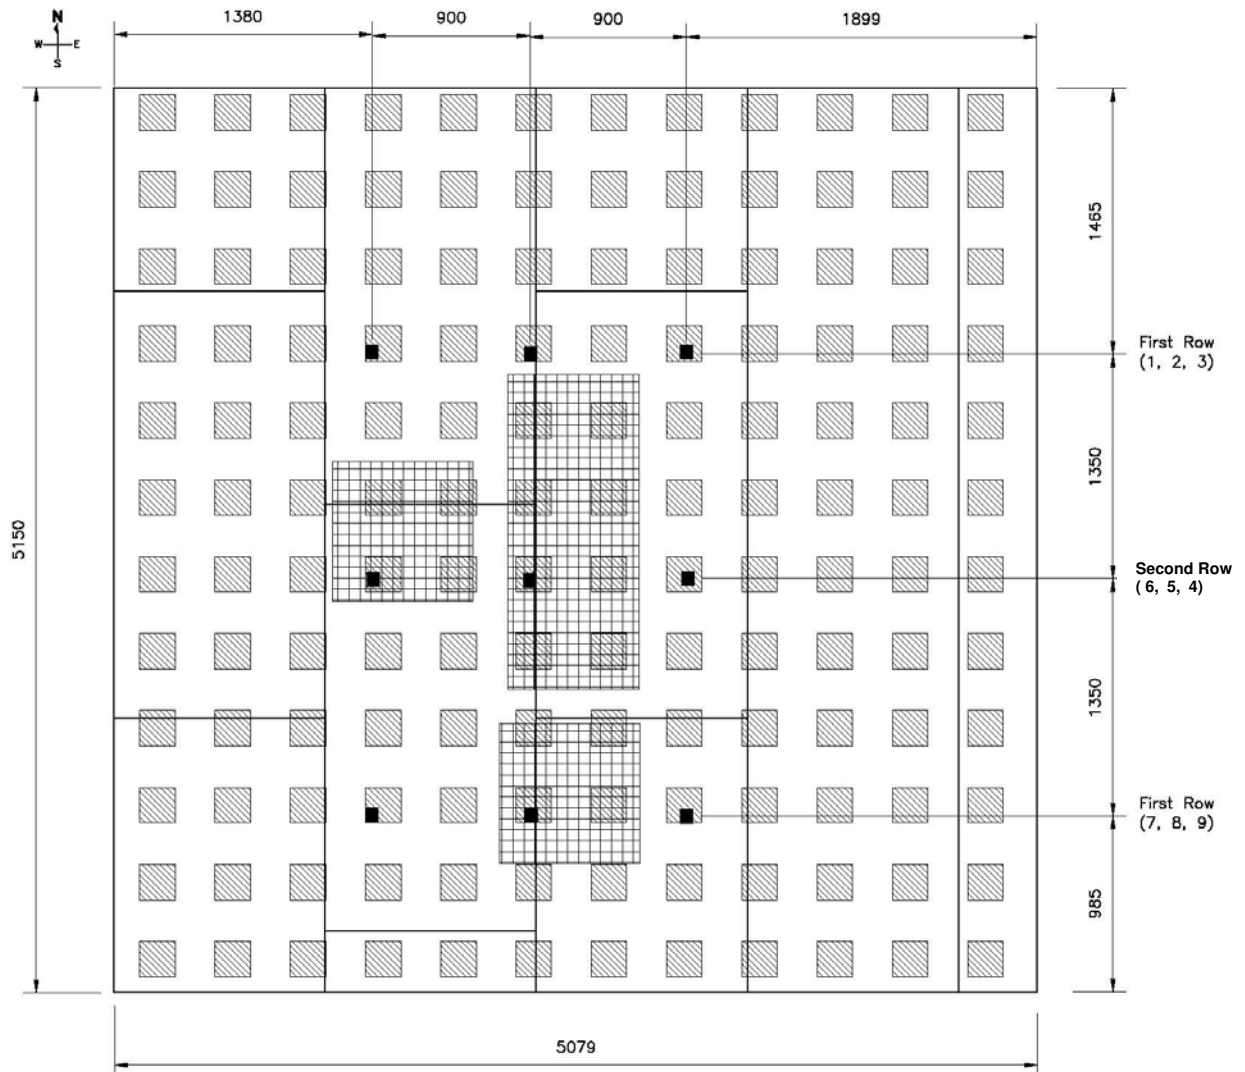 N
1380
900
900
1899
W
E
S
1465
First Row
(1, 2, 3)
1350
5150
Second Row
( 6, 5, 4)
1350
First Row
(7, 8, 9)
985
5079